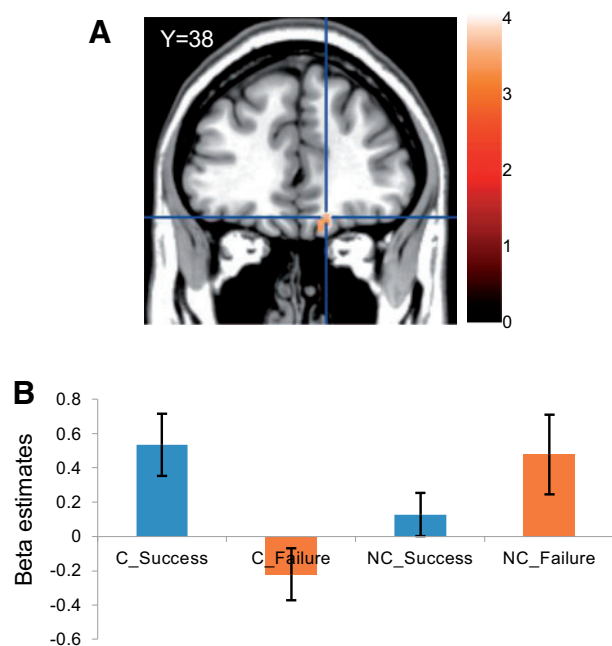 A
Y=38
4
3
2
1
0
B
Beta estimates
0.8
0.6
0.4
0.2
0
-0.2
-0.4
-0.6
C_Success C_Failure NC_Success NC_Failure